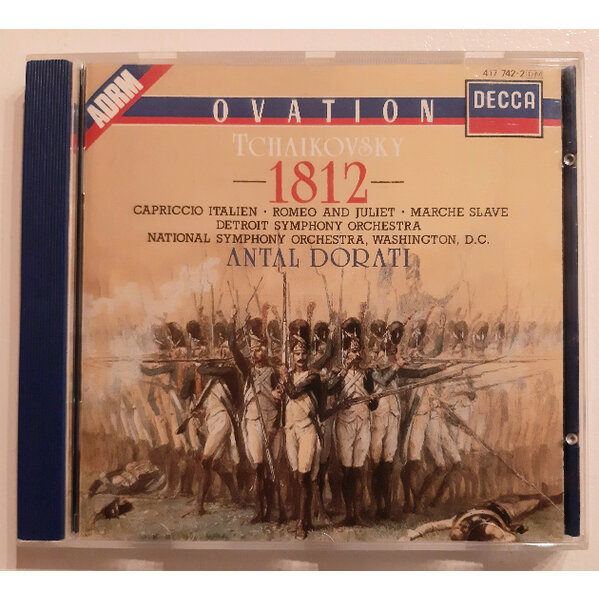 ADRM
417 742-2
OVATION
DECCA
TCHAIKOVSKY
1812
CAPRICCIO ITALIEN · ROMEO AND JULIET · MARCHE SLAVE
DETROIT SYMPHONY ORCHESTRA
NATIONAL SYMPHONY ORCHESTRA, WASHINGTON, D.C.
ANTAL DORATI